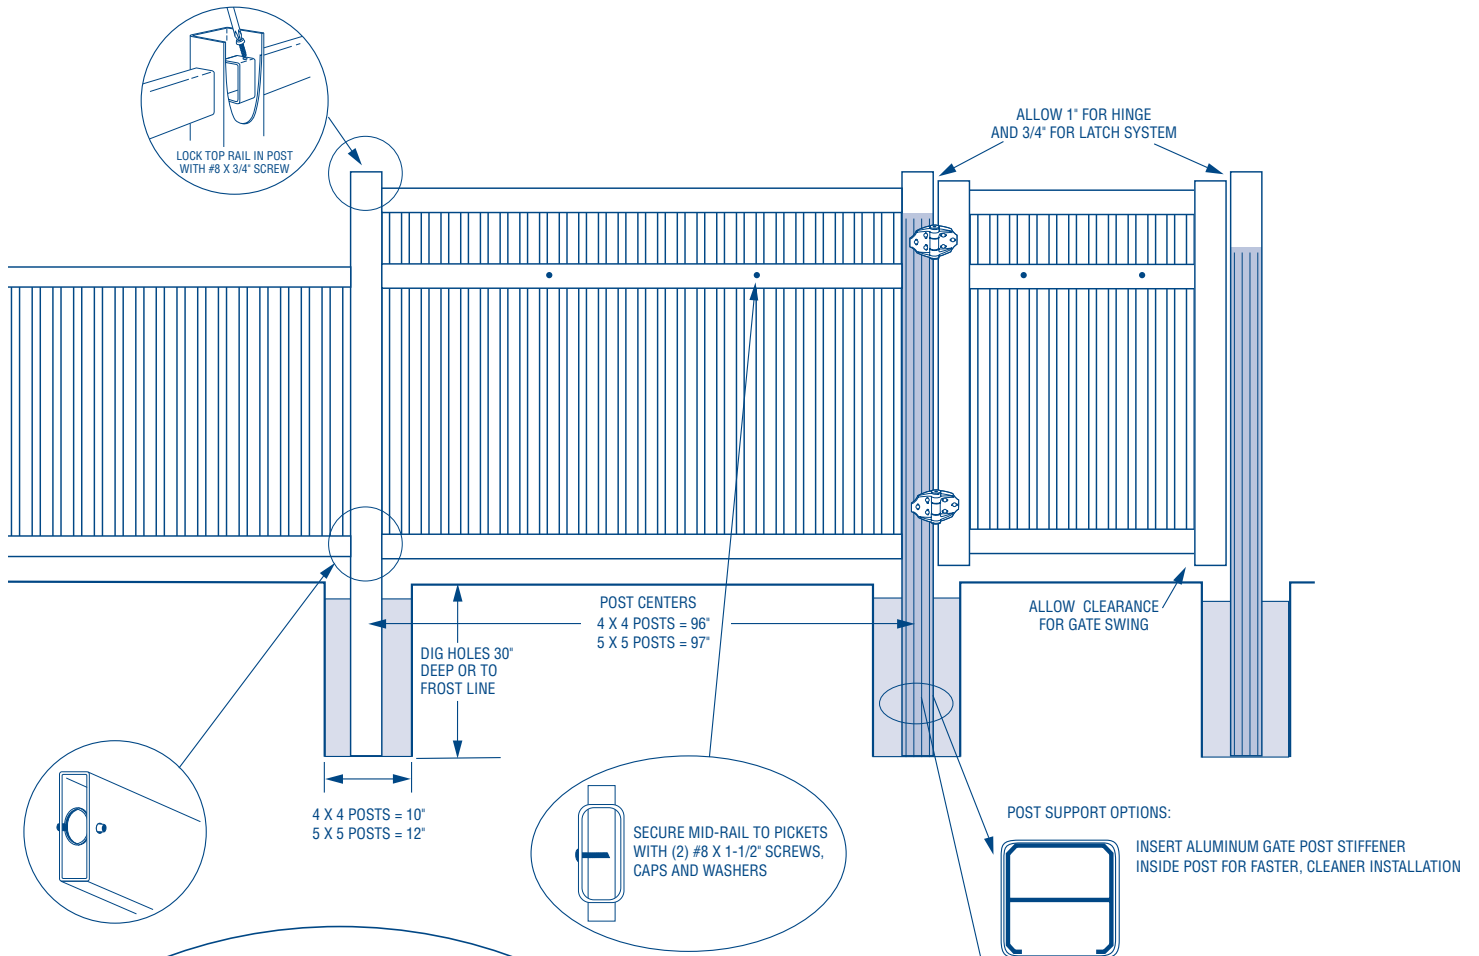 LOCK TOP RAIL IN POST
WITH #8 X 3/4" SCREW
ALLOW 1" FOR HINGE
AND 3/4" FOR LATCH SYSTEM
POST CENTERS
4 X 4 POSTS = 96"
5 X 5 POSTS = 97"
ALLOW CLEARANCE
FOR GATE SWING
DIG HOLES 30"
DEEP OR TO
FROST LINE
4 X 4 POSTS = 10"
5 X 5 POSTS = 12"
SECURE MID-RAIL TO PICKETS
WITH (2) #8 X 1-1/2" SCREWS,
CAPS AND WASHERS
POST SUPPORT OPTIONS:
INSERT ALUMINUM GATE POST STIFFENER
INSIDE POST FOR FASTER, CLEANER INSTALLATION